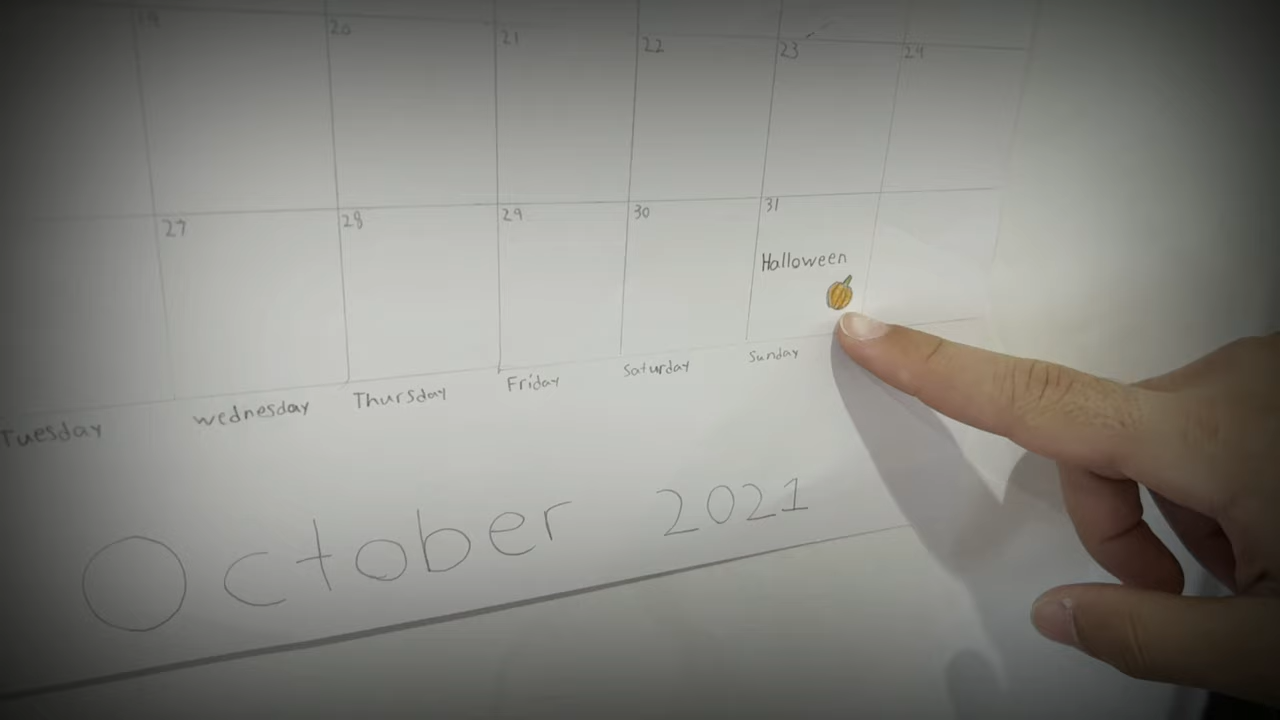 19 20 21 22 23 24
27 28 29 30 31
Halloween
Tuesday Wednesday Thursday Friday Saturday Sunday
October 2021